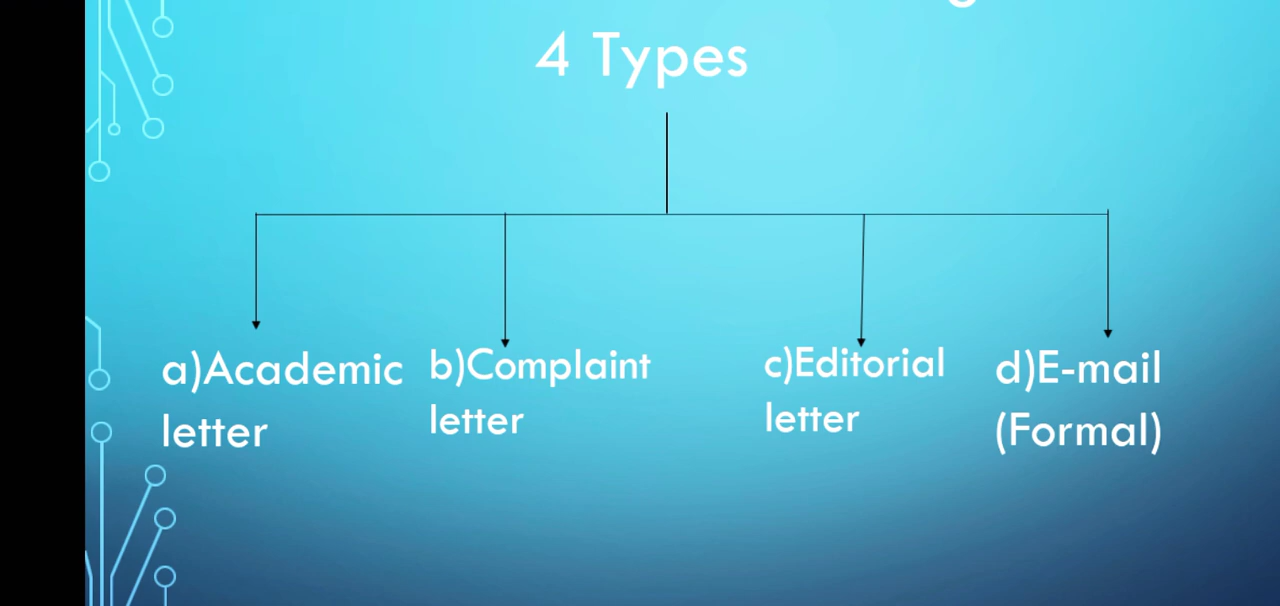 4 Types
a)Academic
letter
b)Complaint
letter
c)Editorial
letter
d)E-mail
(Formal)